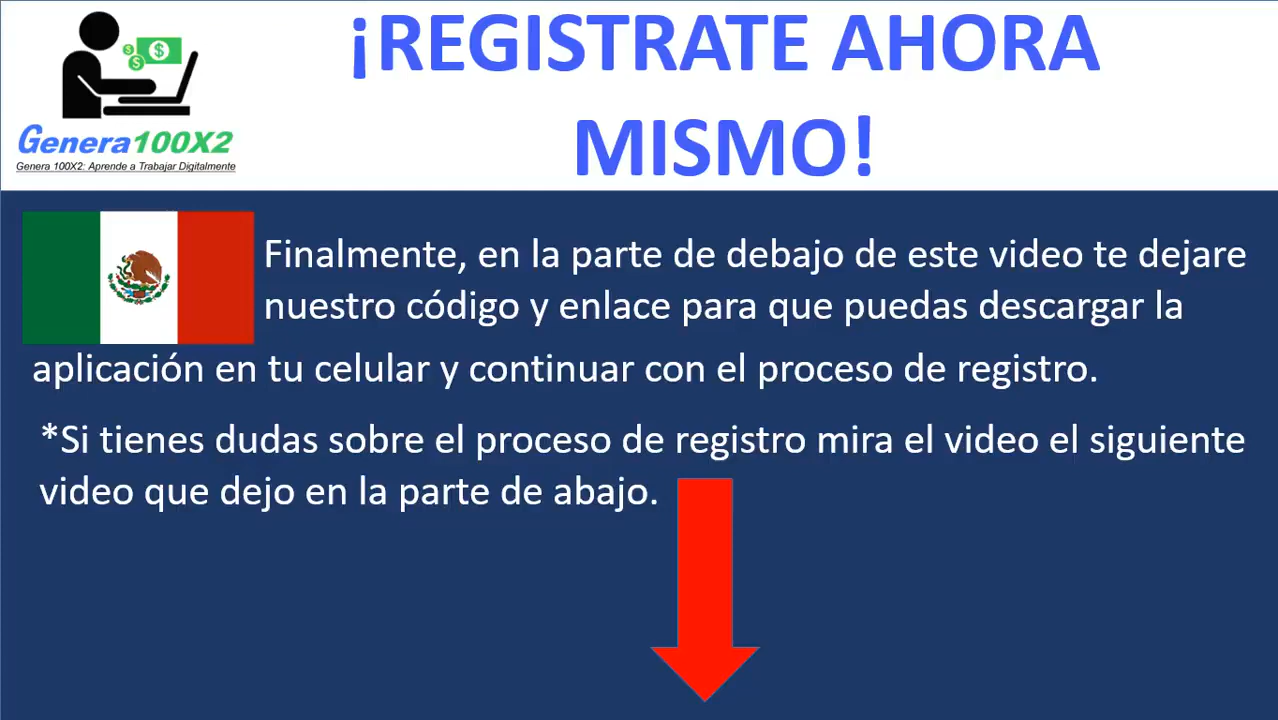 ¡REGISTRATE AHORA
MISMO!
$
$
$
Genera100X2
Genera 100X2: Aprende a Trabajar Digitalmente
Finalmente, en la parte de debajo de este video te dejare
nuestro código y enlace para que puedas descargar la
aplicación en tu celular y continuar con el proceso de registro.
*Si tienes dudas sobre el proceso de registro mira el video el siguiente
video que dejo en la parte de abajo.